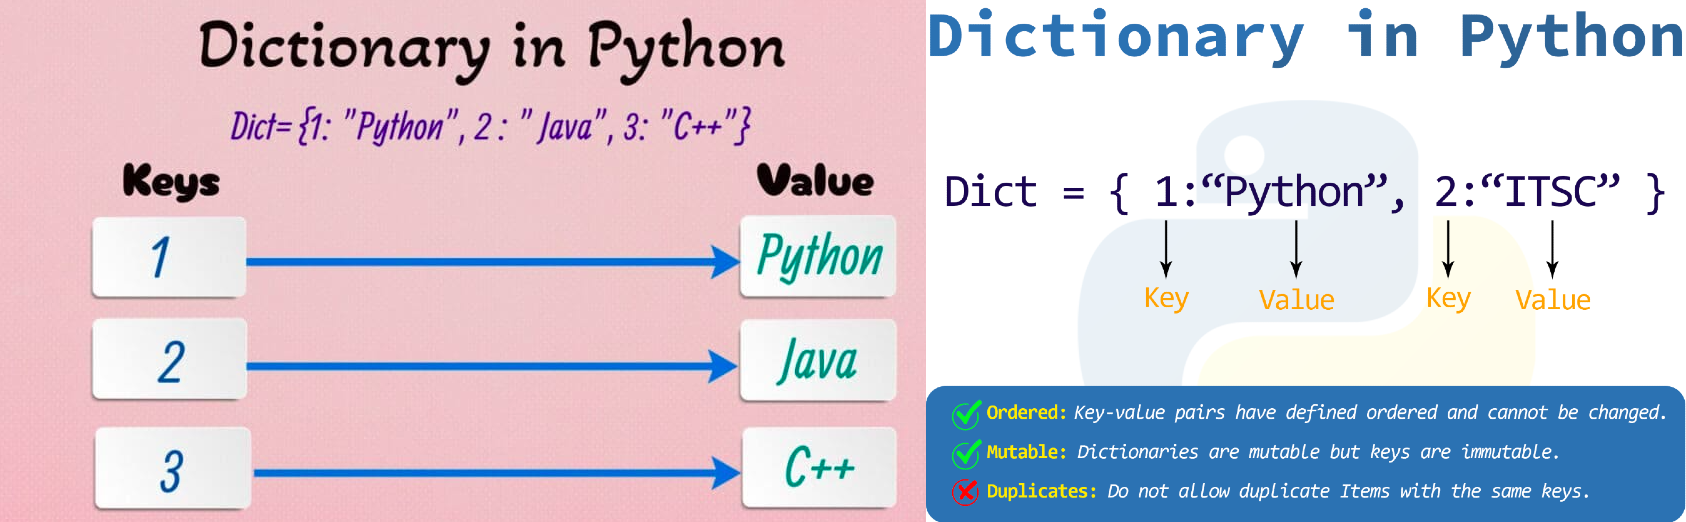 Dictionary in Python
Dict= {1: "Python", 2 : " Java", 3: "C++"}
Keys Value
1 Python
2 Java
3 C++
Dictionary in Python
Dict = { 1:“Python”, 2:“ITSC” }
Key Value Key Value
Ordered: Key-value pairs have defined ordered and cannot be changed.
Mutable: Dictionaries are mutable but keys are immutable.
Duplicates: Do not allow duplicate Items with the same keys.